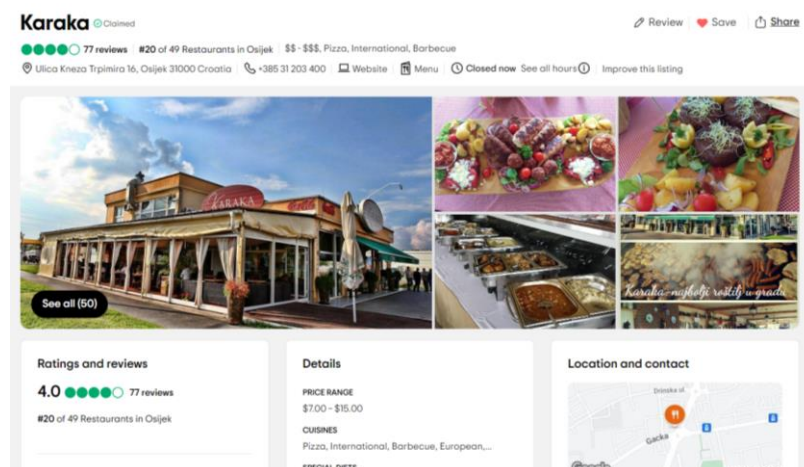 Karaka Claimed
Review Save Share
77 reviews #20 of 49 Restaurants in Osijek $$ - $$$, Pizza, International, Barbecue
Ulica Kneza Trpimira 16, Osijek 31000 Croatia +385 31 203 400 Website Menu Closed now See all hours Improve this listing
KARAKA
See all (50)
Karaka-najbolji roštilj u gradu
Ratings and reviews
4.0 77 reviews
#20 of 49 Restaurants in Osijek
Details
PRICE RANGE
$7.00 - $15.00
CUISINES
Pizza, International, Barbecue, European,...
SPECIAL DIETS
Location and contact
Drinska ul.
Gacka
Google